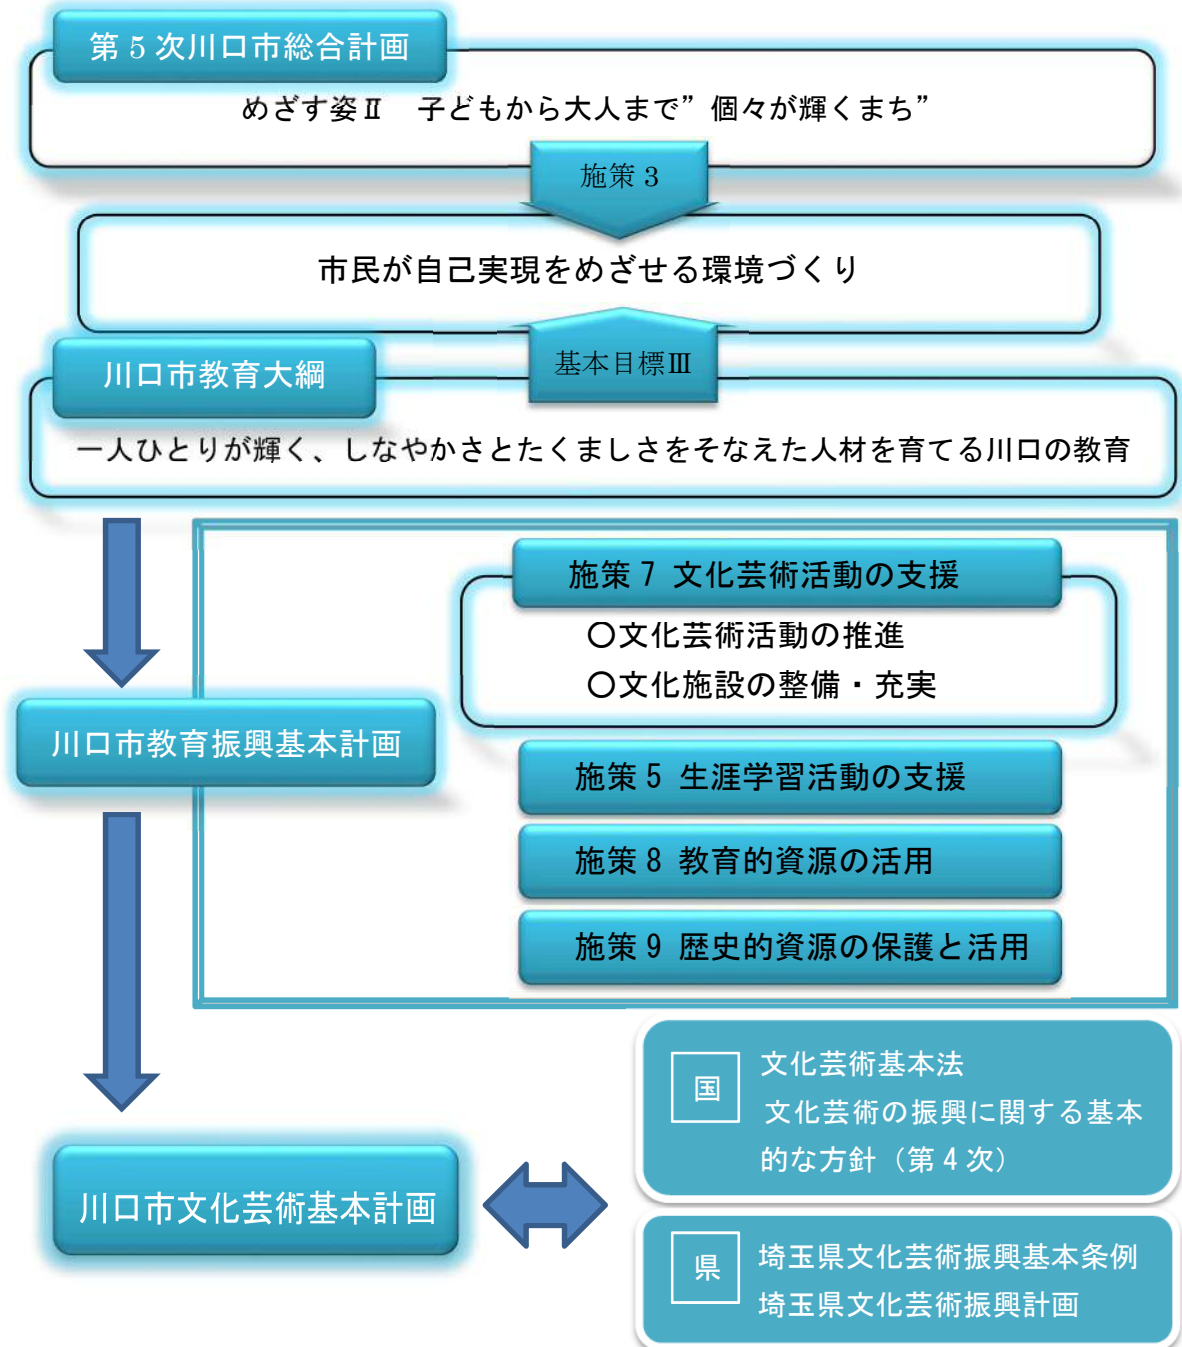 第5次川口市総合計画
めざす姿Ⅱ　子どもから大人まで”個々が輝くまち”
施策3
市民が自己実現をめざせる環境づくり
基本目標Ⅲ
川口市教育大綱
一人ひとりが輝く、しなやかさとたくましさをそなえた人材を育てる川口の教育
施策7 文化芸術活動の支援
〇文化芸術活動の推進
〇文化施設の整備・充実
川口市教育振興基本計画
施策5 生涯学習活動の支援
施策8 教育的資源の活用
施策9 歴史的資源の保護と活用
国
文化芸術基本法
文化芸術の振興に関する基本
的な方針（第4次）
川口市文化芸術基本計画
県
埼玉県文化芸術振興基本条例
埼玉県文化芸術振興計画